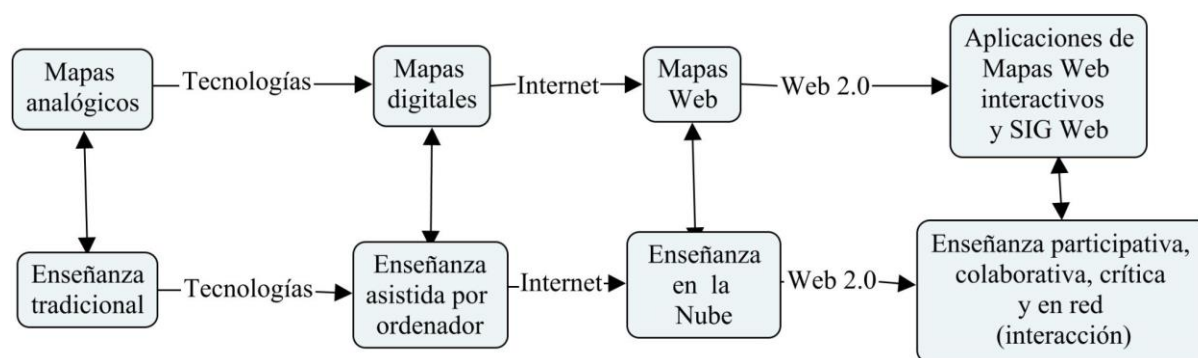 Mapas
analógicos
Tecnologías
Mapas
digitales
Internet
Mapas
Web
Web 2.0
Aplicaciones de
Mapas Web
interactivos
y SIG Web
Enseñanza
tradicional
Tecnologías
Enseñanza
asistida por
ordenador
Internet
Enseñanza
en la
Nube
Web 2.0
Enseñanza participativa,
colaborativa, crítica
y en red
(interacción)